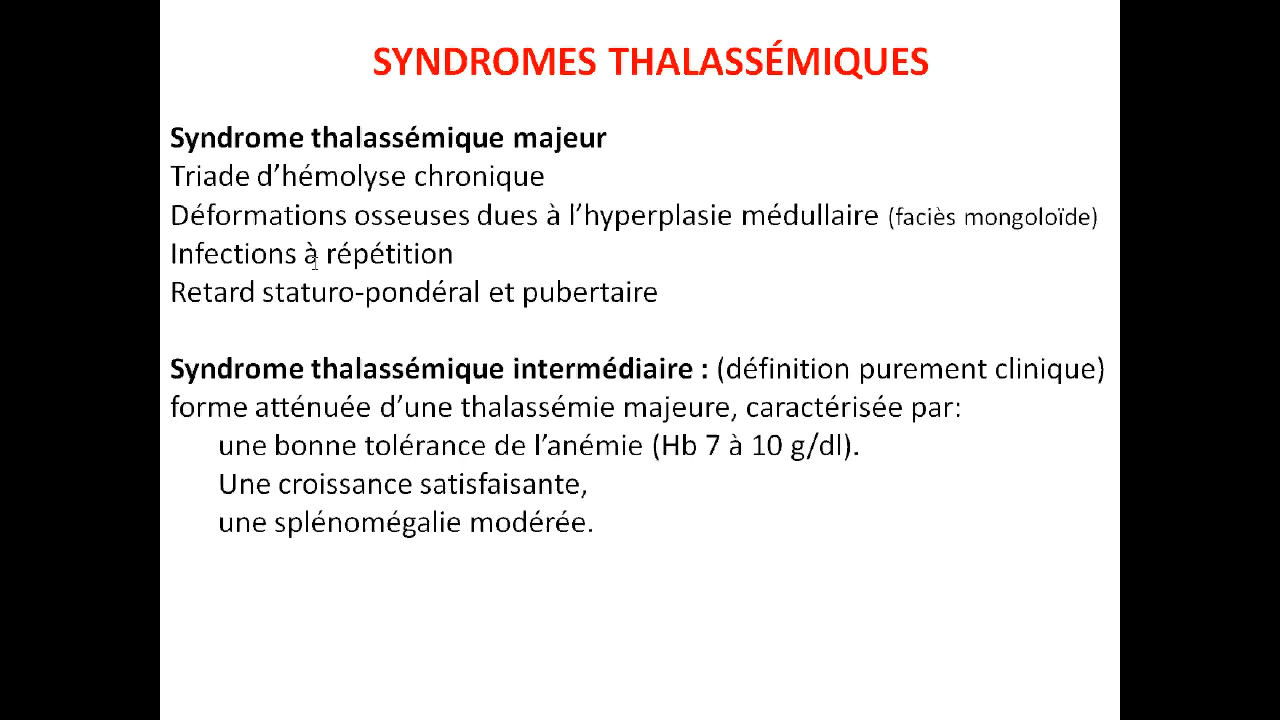 SYNDROMES THALASSÉMIQUES
Syndrome thalassémique majeur
Triade d’hémolyse chronique
Déformations osseuses dues à l’hyperplasie médullaire (faciès mongoloïde)
Infections à répétition
Retard staturo-pondéral et pubertaire
Syndrome thalassémique intermédiaire : (définition purement clinique)
forme atténuée d’une thalassémie majeure, caractérisée par:
une bonne tolérance de l’anémie (Hb 7 à 10 g/dl).
Une croissance satisfaisante,
une splénomégalie modérée.